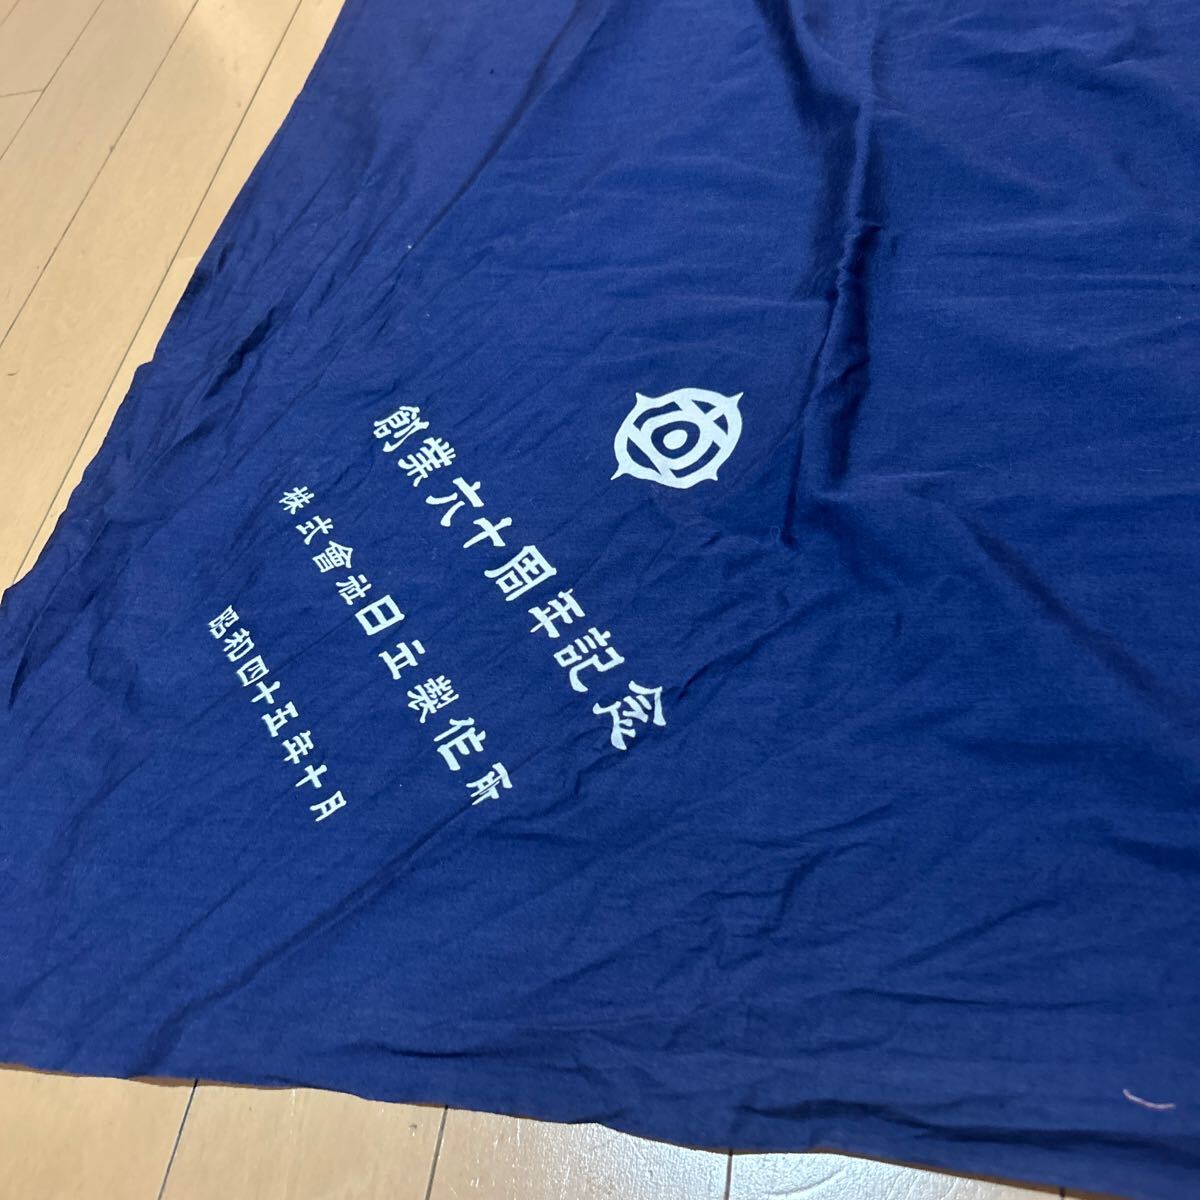 創業六十周年記念
株式會社日立製作所
昭和四十五年十月